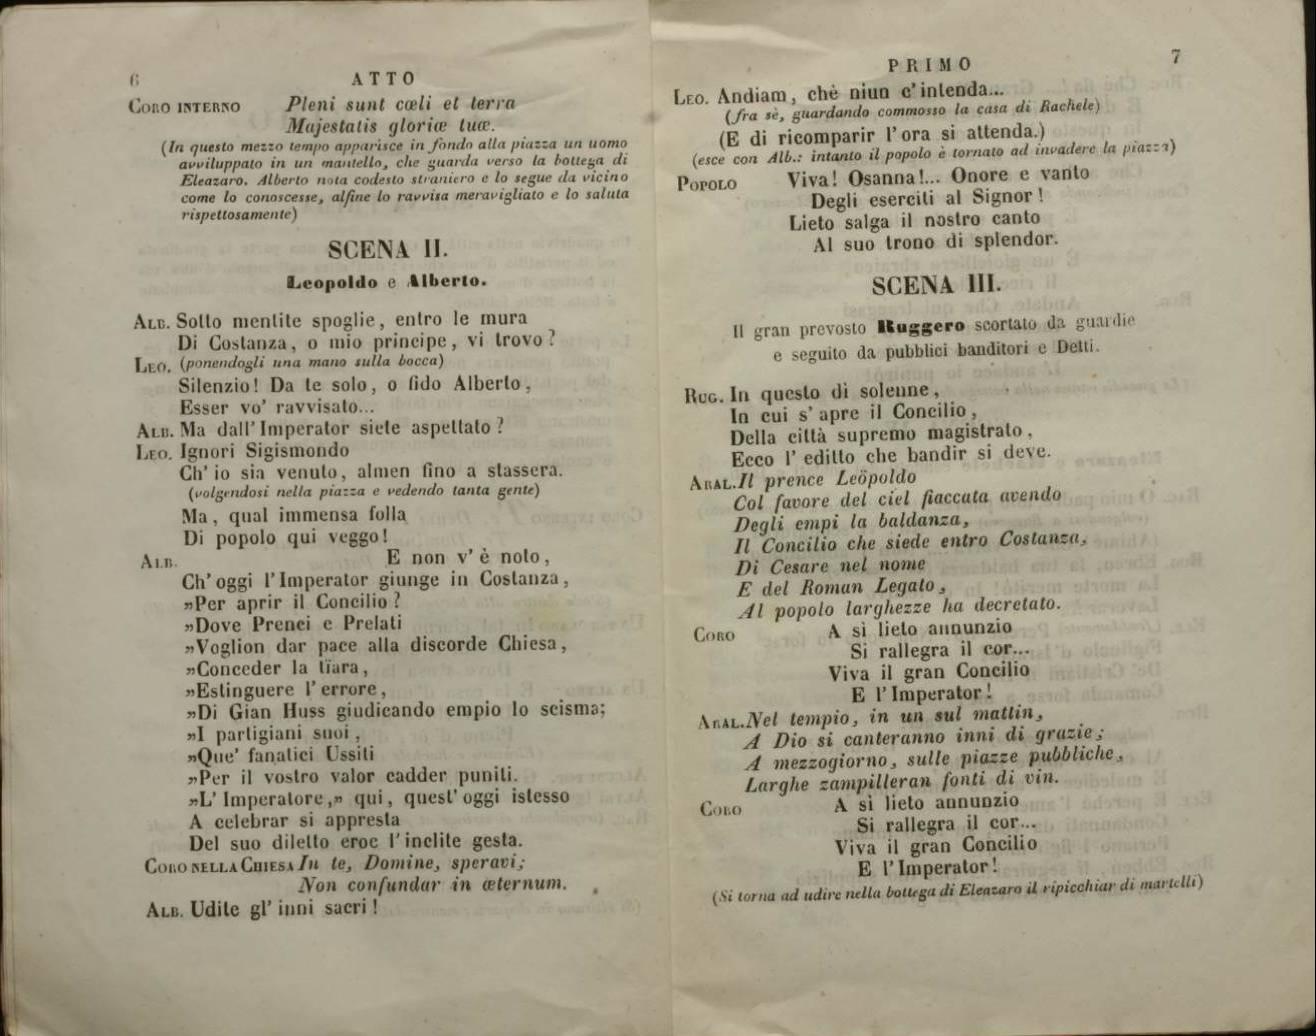 6
ATTO
CORO INTERNO Pleni sunt cœli et terra
Majestatis gloriæ tuæ.
(In questo mezzo tempo apparisce in fondo alla piazza un uomo
avviluppato in un mantello, che guarda verso la bottega di
Eleazaro. Alberto nota codesto straniero e lo segue da vicino
come lo conoscesse, alfine lo ravvisa meravigliato e lo saluta
rispettosamente)
SCENA II.
Leopoldo e Alberto.
ALB. Sotto mentite spoglie, entro le mura
Di Costanza, o mio principe, vi trovo?
LEO. (ponendogli una mano sulla bocca)
Silenzio! Da te solo, o fido Alberto,
Esser vo' ravvisato...
ALB. Ma dall'Imperator siete aspettato?
LEO. Ignori Sigismondo
Ch' io sia venuto, almen fino a stassera.
(volgendosi nella piazza e vedendo tanta gente)
Ma, qual immensa folla
Di popolo qui veggo!
ALB. E non v' è noto,
Ch' oggi l'Imperator giunge in Costanza,
„Per aprir il Concilio?
„Dove Prenci e Prelati
„Voglion dar pace alla discorde Chiesa,
„Conceder la tïara,
„Estinguere l' errore,
„Di Gian Huss giudicando empio lo scisma;
„I partigiani suoi,
„Que' fanatici Ussiti
„Per il vostro valor cadder puniti.
„L' Imperatore,„ qui, quest' oggi istesso
A celebrar si appresta
Del suo diletto eroe l' inclite gesta.
CORO NELLA CHIESA In te, Domine, speravi;
Non confundar in æternum.
ALB. Udite gl' inni sacri!
PRIMO
7
LEO. Andiam, chè niun c' intenda...
(fra sè, guardando commosso la casa di Rachele)
(E di ricomparir l' ora si attenda.)
(esce con Alb.: intanto il popolo è tornato ad invadere la piazza)
POPOLO Viva! Osanna!... Onore e vanto
Degli eserciti al Signor!
Lieto salga il nostro canto
Al suo trono di splendor.
SCENA III.
Il gran prevosto Ruggero scortato da guardie
e seguito da pubblici banditori e Detti.
RUG. In questo dì solenne,
In cui s' apre il Concilio,
Della città supremo magistrato,
Ecco l' editto che bandir si deve.
ARAL. Il prence Leöpoldo
Col favore del ciel fiaccata avendo
Degli empi la baldanza,
Il Concilio che siede entro Costanza,
Di Cesare nel nome
E del Roman Legato,
Al popolo larghezze ha decretato.
CORO A sì lieto annunzio
Si rallegra il cor...
Viva il gran Concilio
E l'Imperator!
ARAL. Nel tempio, in un sul mattin,
A Dio si canteranno inni di grazie;
A mezzogiorno, sulle piazze pubbliche,
Larghe zampilleran fonti di vin.
CORO A sì lieto annunzio
Si rallegra il cor...
Viva il gran Concilio
E l'Imperator!
(Si torna ad udire nella bottega di Eleazaro il ripicchiar di martelli)